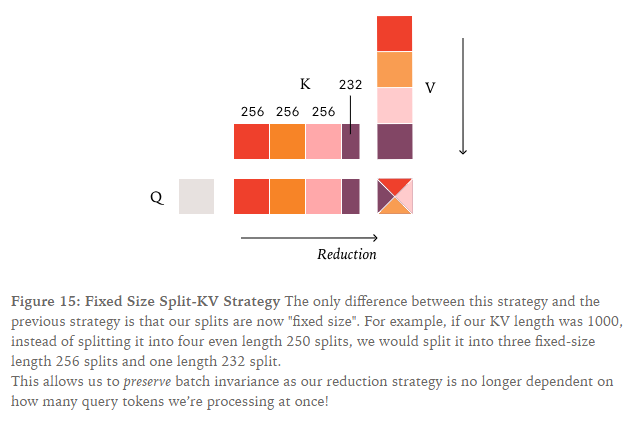 K
232
V
256 256 256
Q
Reduction
Figure 15: Fixed Size Split-KV Strategy The only difference between this strategy and the
previous strategy is that our splits are now "fixed size". For example, if our KV length was 1000,
instead of splitting it into four even length 250 splits, we would split it into three fixed-size
length 256 splits and one length 232 split.
This allows us to preserve batch invariance as our reduction strategy is no longer dependent on
how many query tokens we’re processing at once!